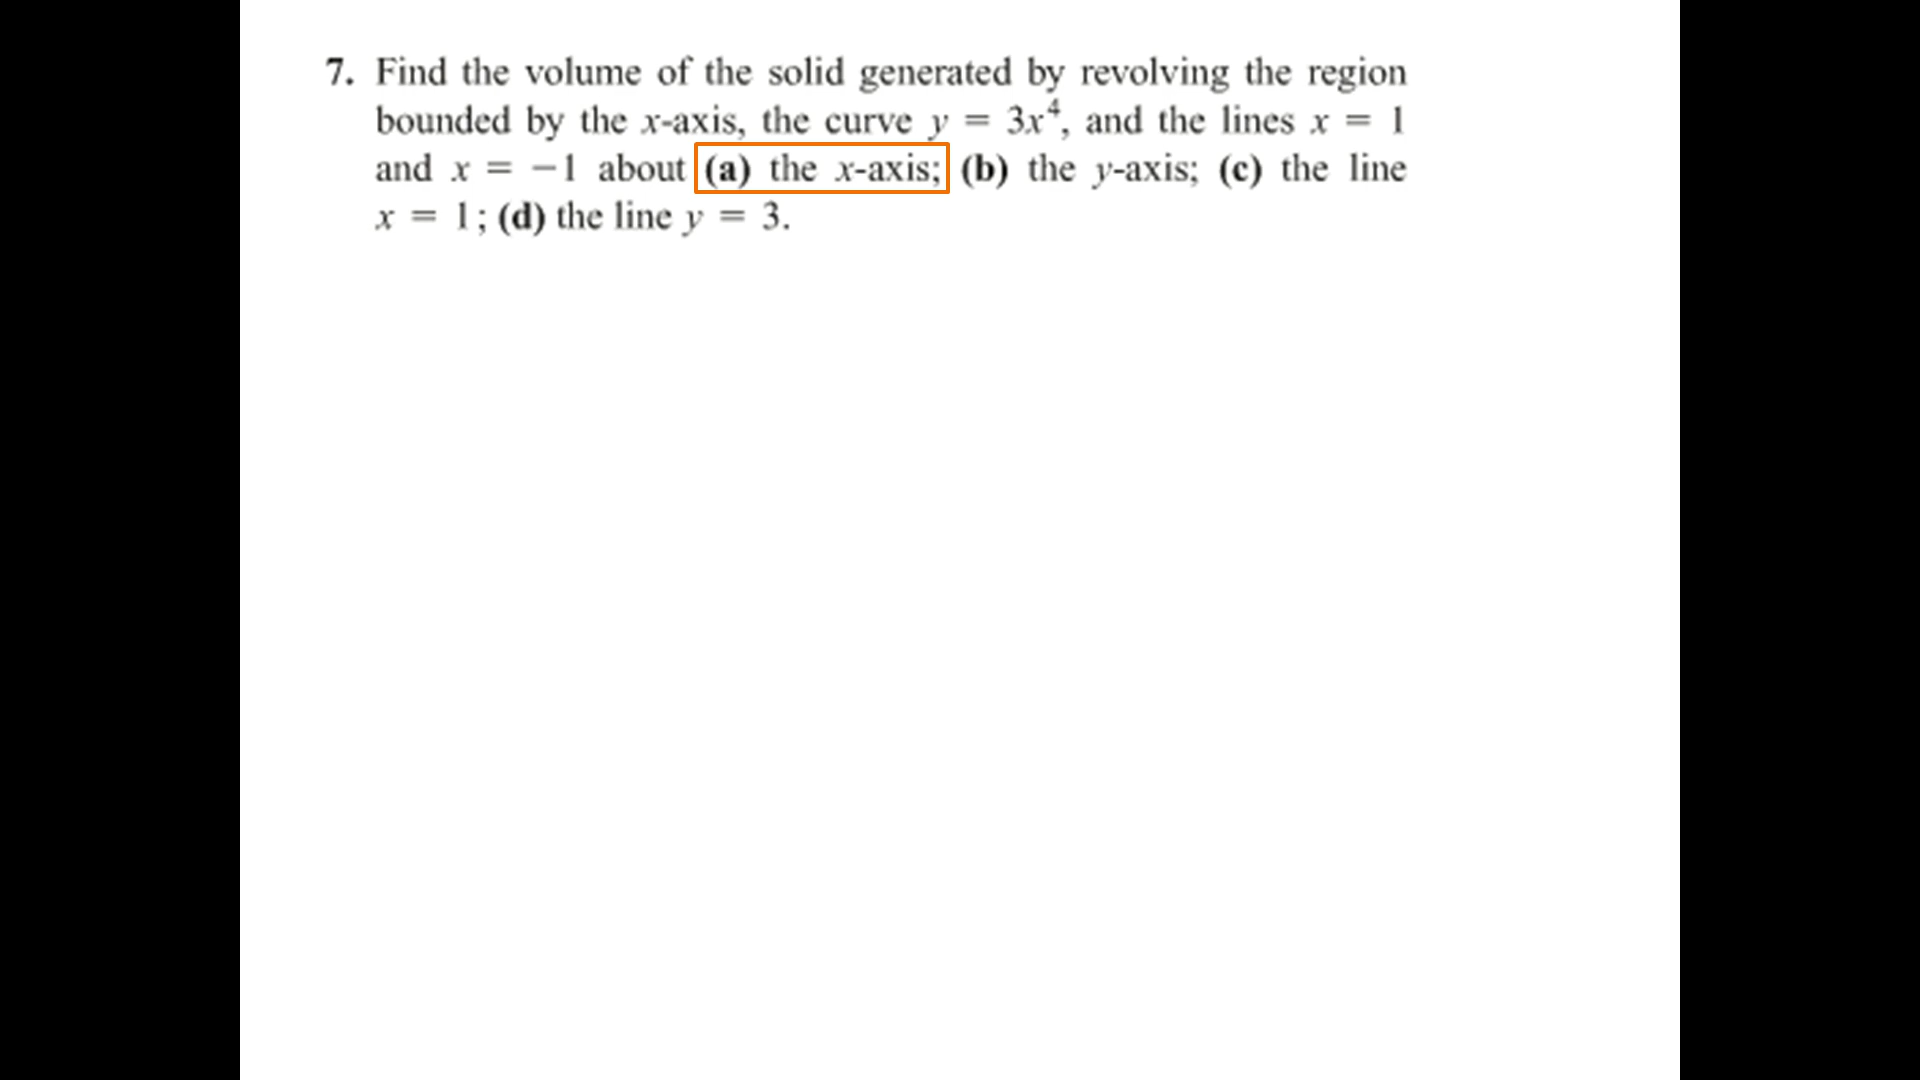 7. Find the volume of the solid generated by revolving the region
bounded by the x-axis, the curve y = 3x⁴, and the lines x = 1
and x = −1 about (a) the x-axis; (b) the y-axis; (c) the line
x = 1; (d) the line y = 3.